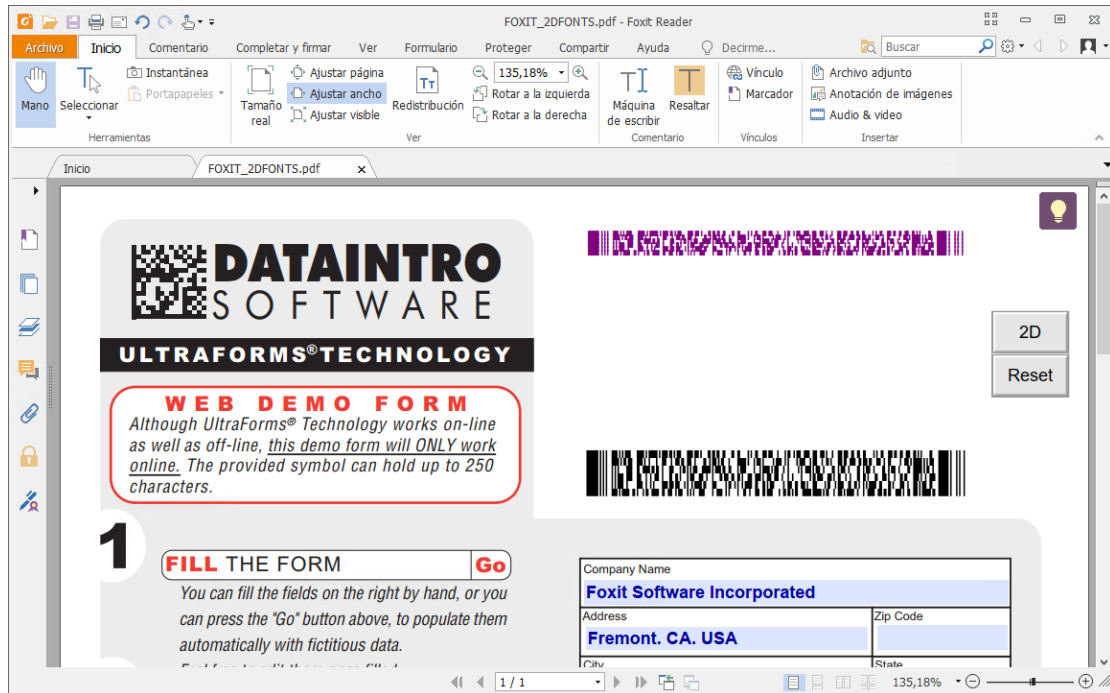 FOXIT_2DFONTS.pdf - Foxit Reader
Archivo Inicio Comentario Completar y firmar Ver Formulario Proteger Compartir Ayuda Decirme... Buscar
Mano
Seleccionar
Instantánea
Portapapeles
Herramientas
Tamaño real
Ajustar página
Ajustar ancho
Ajustar visible
Redistribución
135,18%
Rotar a la izquierda
Rotar a la derecha
Ver
Máquina de escribir
Resaltar
Comentario
Vínculo
Marcador
Vínculos
Archivo adjunto
Anotación de imágenes
Audio & video
Insertar
Inicio FOXIT_2DFONTS.pdf x
DATAINTRO
SOFTWARE
ULTRAFORMS®TECHNOLOGY
WEB DEMO FORM
Although UltraForms® Technology works on-line
as well as off-line, this demo form will ONLY work
online. The provided symbol can hold up to 250
characters.
2D
Reset
1
FILL THE FORM Go
You can fill the fields on the right by hand, or you
can press the "Go" button above, to populate them
automatically with fictitious data.
Company Name
Foxit Software Incorporated
Address Zip Code
Fremont. CA. USA
City State
1 / 1 135,18%